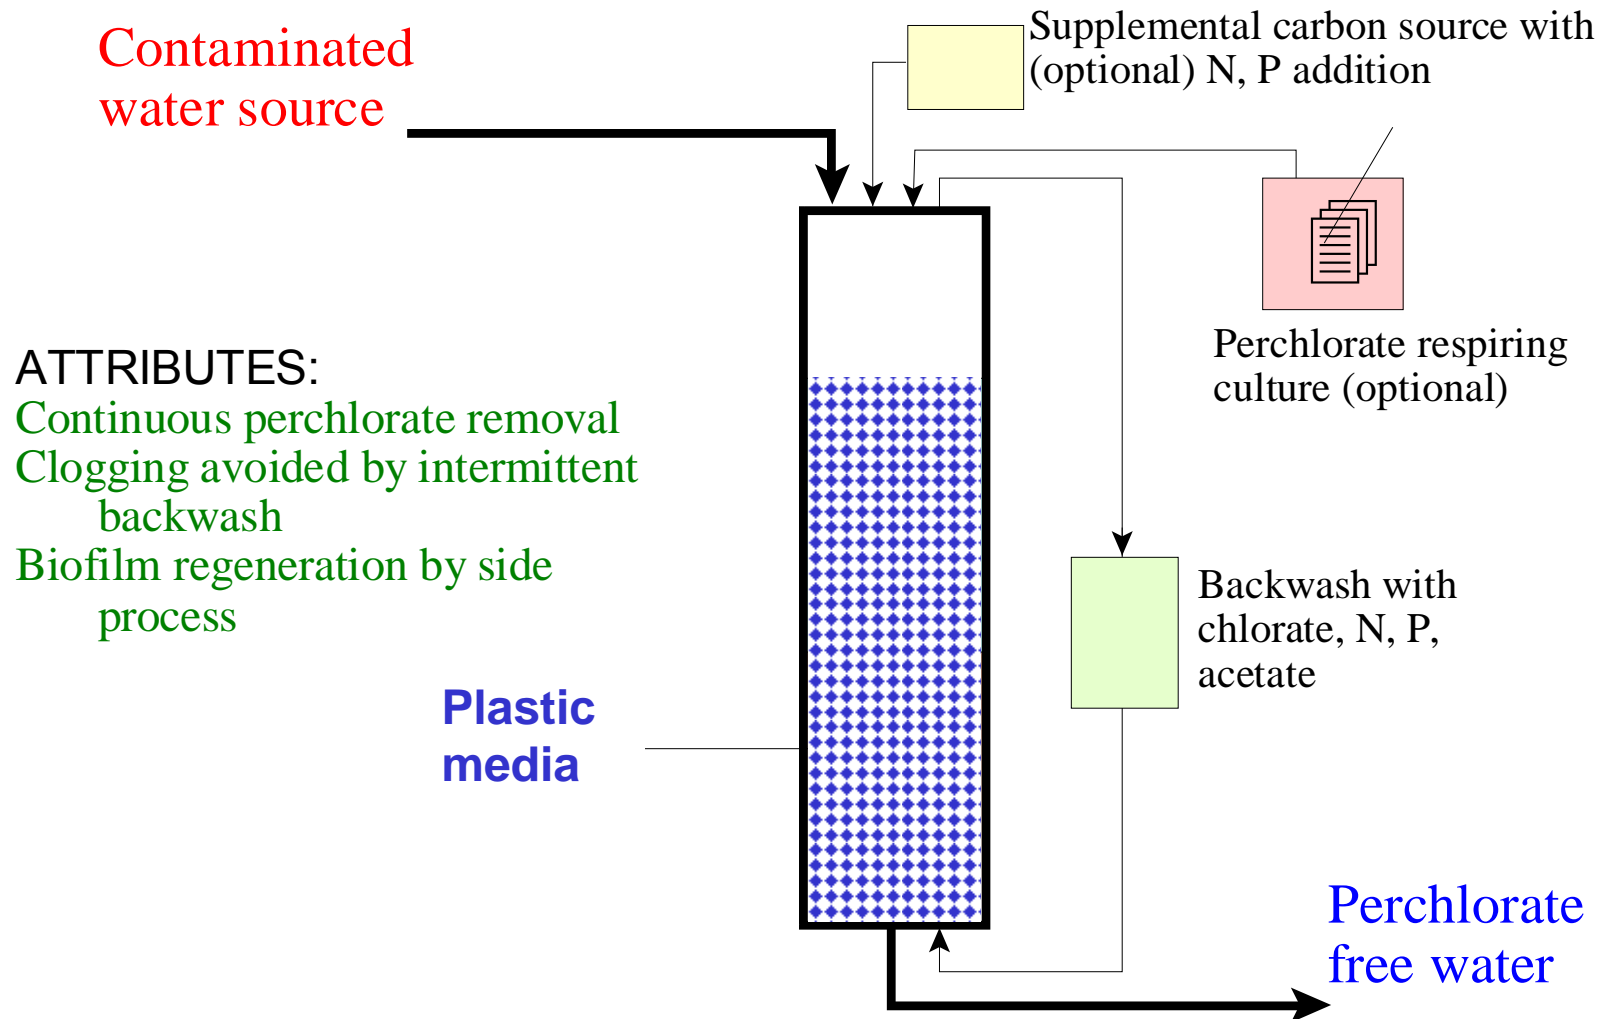 Contaminated
water source
Supplemental carbon source with
(optional) N, P addition
Perchlorate respiring
culture (optional)
ATTRIBUTES:
Continuous perchlorate removal
Clogging avoided by intermittent
backwash
Biofilm regeneration by side
process
Backwash with
chlorate, N, P,
acetate
Plastic
media
Perchlorate
free water